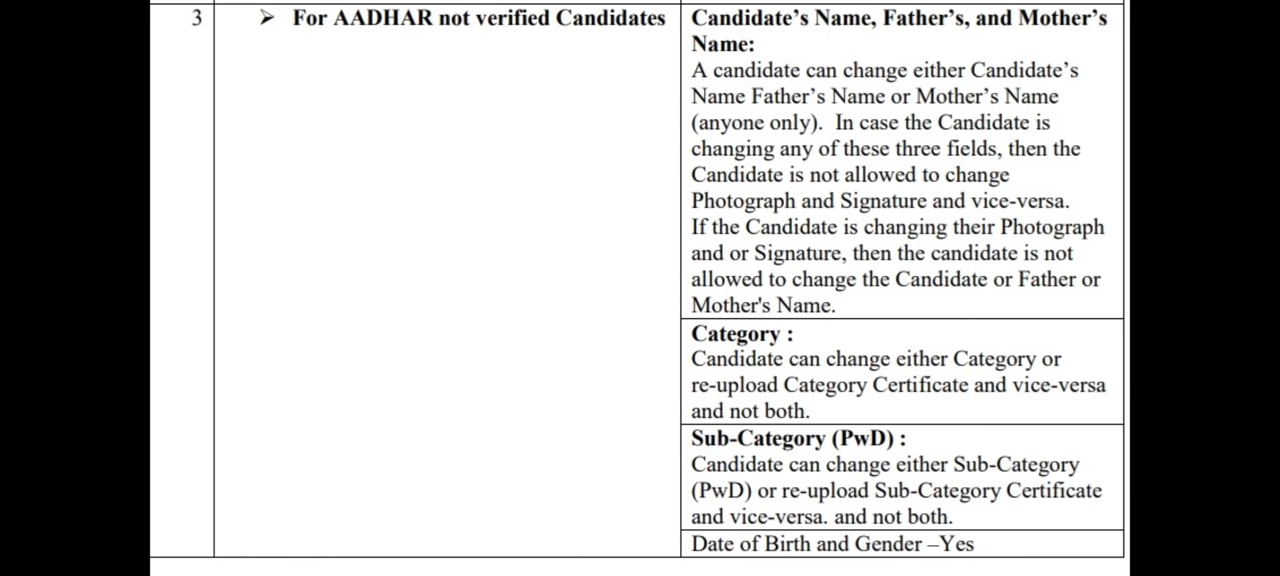 3 ➢ For AADHAR not verified Candidates
Candidate's Name, Father's, and Mother's
Name:
A candidate can change either Candidate's
Name Father's Name or Mother's Name
(anyone only).  In case the Candidate is
changing any of these three fields, then the
Candidate is not allowed to change
Photograph and Signature and vice-versa.
If the Candidate is changing their Photograph
and or Signature, then the candidate is not
allowed to change the Candidate or Father or
Mother's Name.
Category :
Candidate can change either Category or
re-upload Category Certificate and vice-versa
and not both.
Sub-Category (PwD) :
Candidate can change either Sub-Category
(PwD) or re-upload Sub-Category Certificate
and vice-versa. and not both.
Date of Birth and Gender –Yes